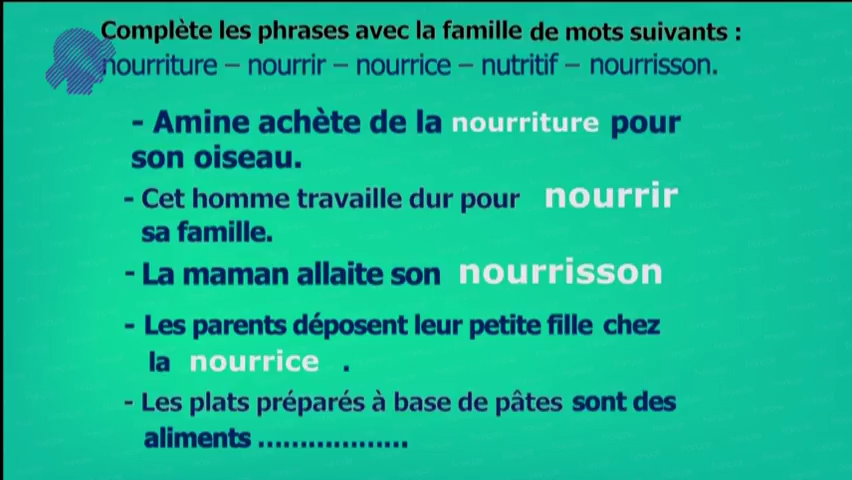 Complète les phrases avec la famille de mots suivants :
nourriture – nourrir – nourrice – nutritif – nourrisson.
- Amine achète de la nourriture pour
son oiseau.
- Cet homme travaille dur pour nourrir
sa famille.
- La maman allaite son nourrisson
- Les parents déposent leur petite fille chez
la nourrice .
- Les plats préparés à base de pâtes sont des
aliments ..................